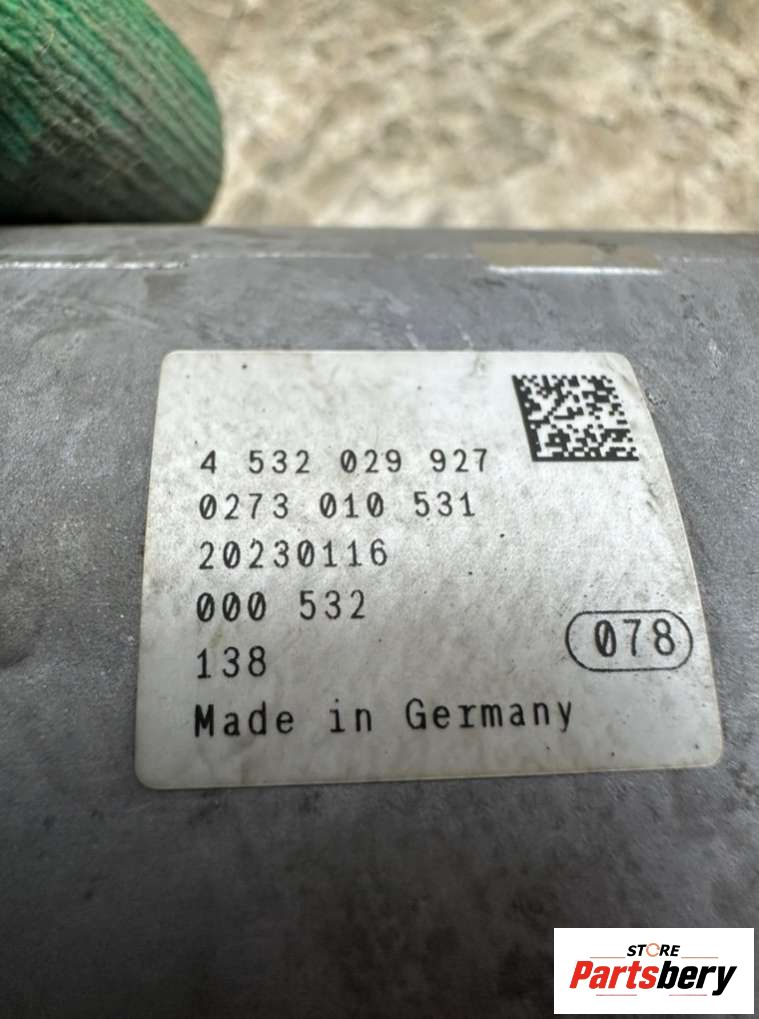 4 532 029 927
0273 010 531
20230116
000 532
138
078
Made in Germany
STORE
Partsbery